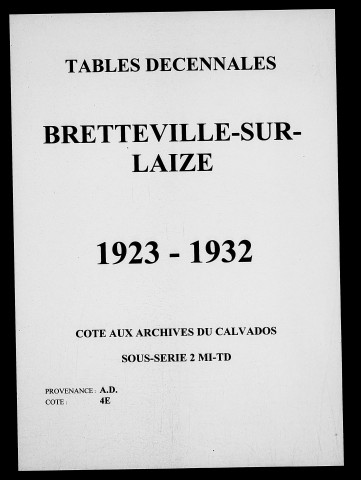 TABLES DECENNALES
BRETTEVILLE-SUR-
LAIZE
1923 - 1932
COTE AUX ARCHIVES DU CALVADOS
SOUS-SERIE 2 MI-TD
PROVENANCE : A.D.
COTE : 4E